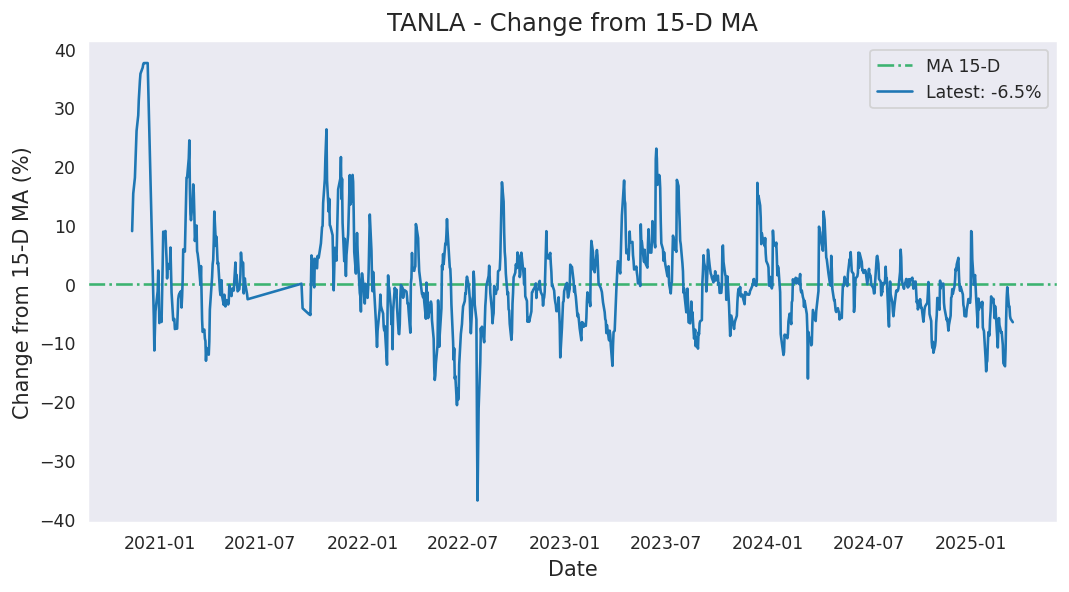 TANLA - Change from 15-D MA
MA 15-D
Latest: -6.5%
Change from 15-D MA (%)
40
30
20
10
0
−10
−20
−30
−40
2021-01 2021-07 2022-01 2022-07 2023-01 2023-07 2024-01 2024-07 2025-01
Date